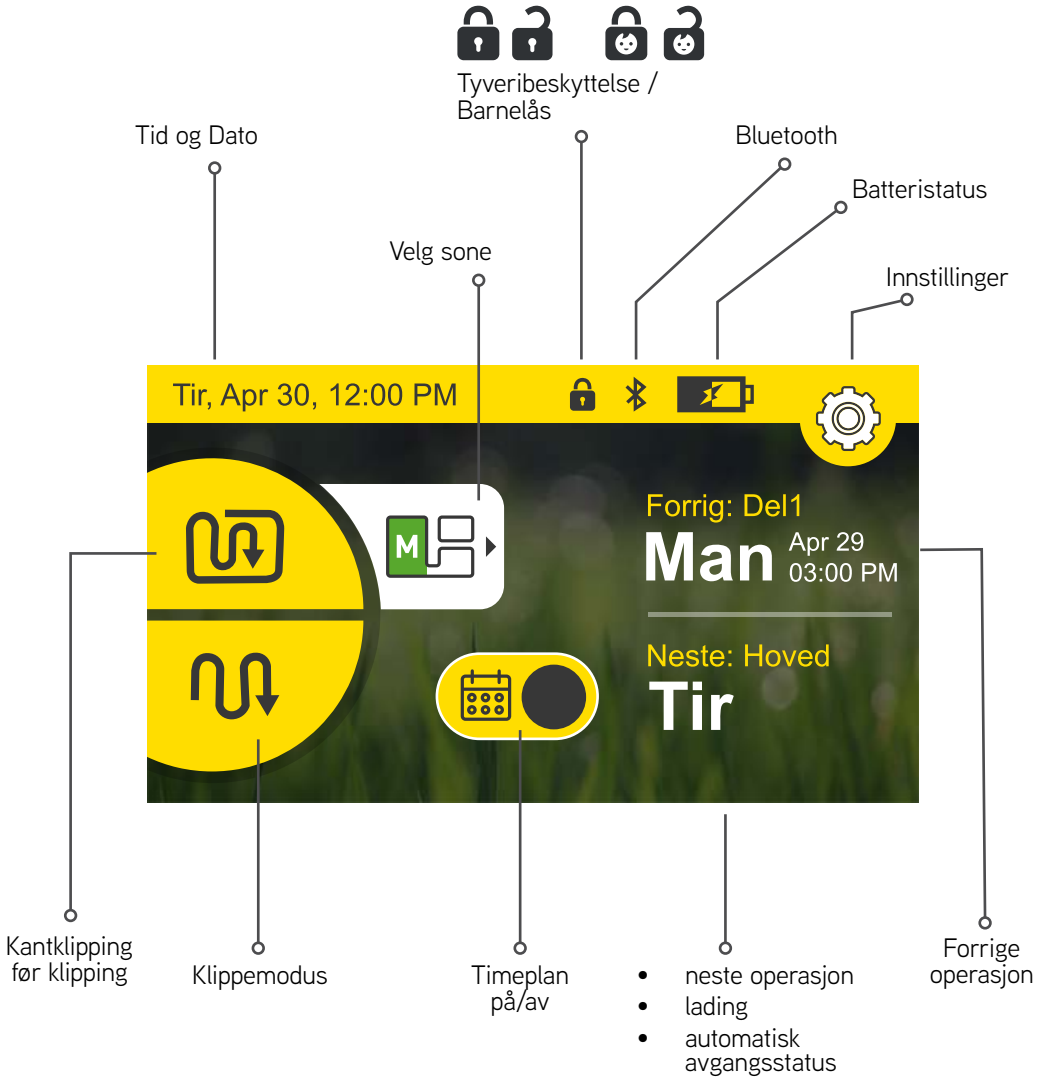 Tyveribeskyttelse /
Barnelås
Tid og Dato
Bluetooth
Batteristatus
Velg sone
Innstillinger
Tir, Apr 30, 12:00 PM
Forrig: Del1
Man
Apr 29
03:00 PM
M
Neste: Hoved
Tir
Kantklipping
før klipping
Klippemodus
Timeplan
på/av
• neste operasjon
• lading
• automatisk
avgangsstatus
Forrige
operasjon